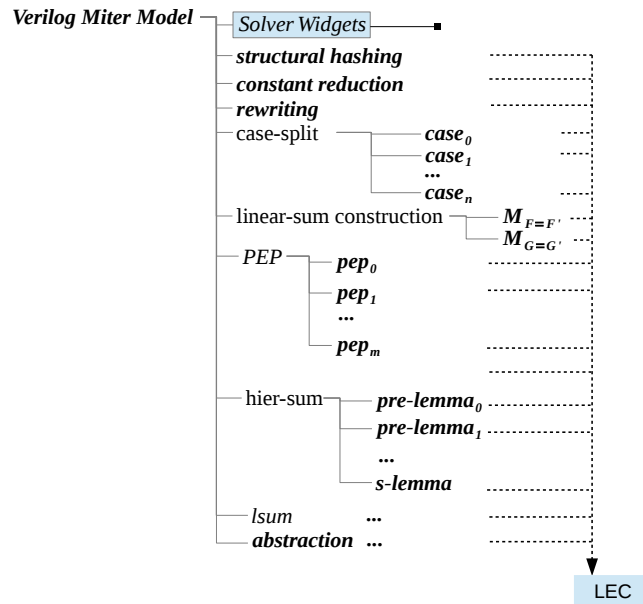 Verilog Miter Model
Solver Widgets
structural hashing
constant reduction
rewriting
case-split
case0
case1
...
casen
linear-sum construction
MF=F'
MG=G'
PEP
pep0
pep1
...
pepm
hier-sum
pre-lemma0
pre-lemma1
...
s-lemma
lsum ...
abstraction ...
LEC